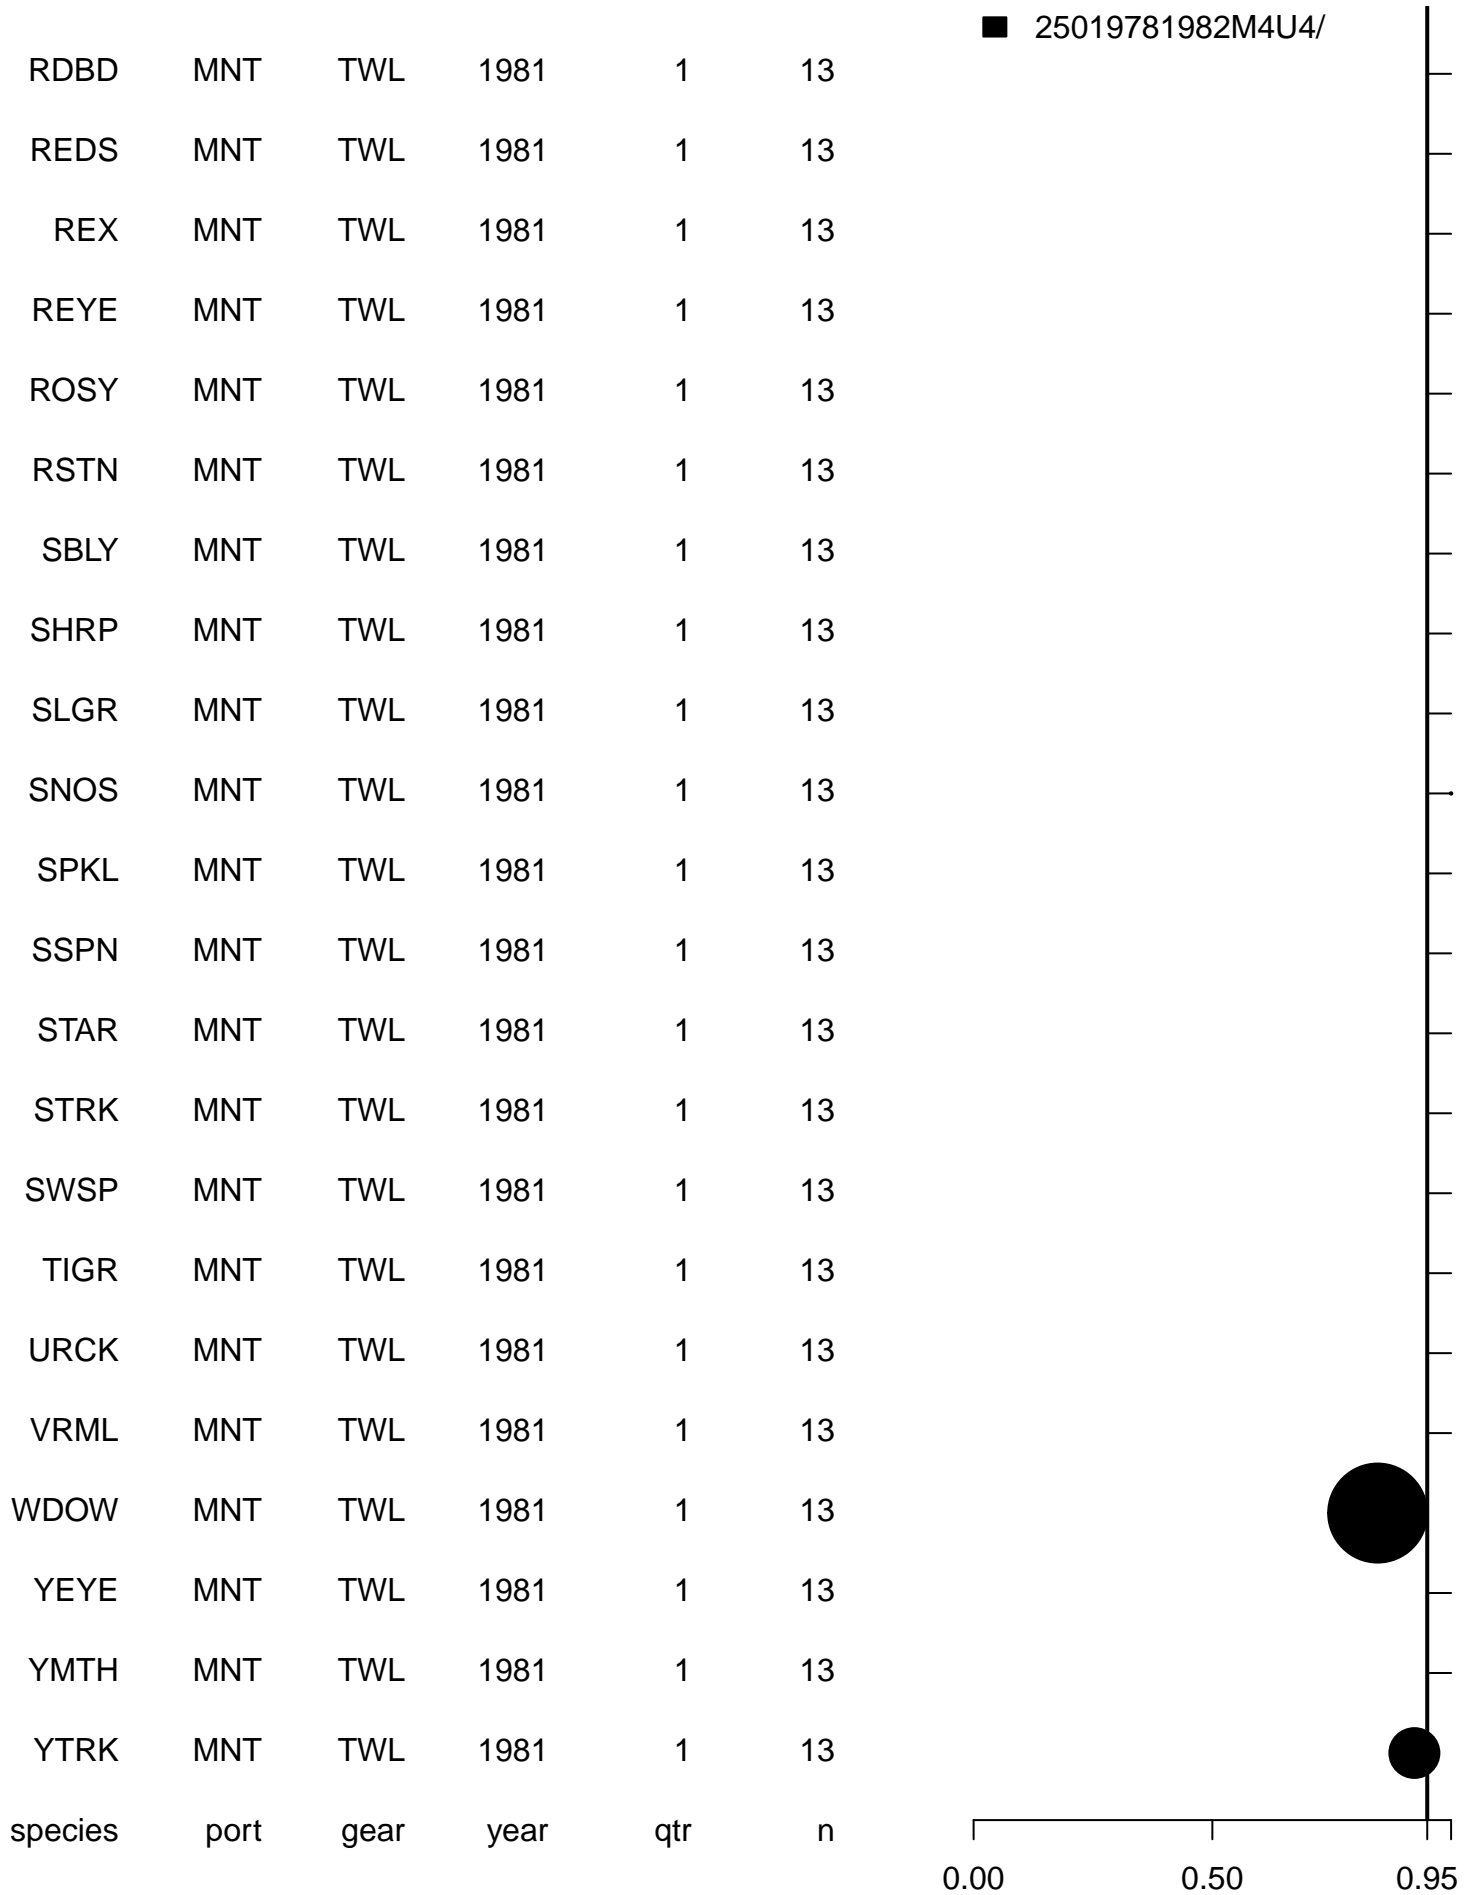 25019781982M4U4/
RDBD MNT TWL 1981 1 13
REDS MNT TWL 1981 1 13
REX MNT TWL 1981 1 13
REYE MNT TWL 1981 1 13
ROSY MNT TWL 1981 1 13
RSTN MNT TWL 1981 1 13
SBLY MNT TWL 1981 1 13
SHRP MNT TWL 1981 1 13
SLGR MNT TWL 1981 1 13
SNOS MNT TWL 1981 1 13
SPKL MNT TWL 1981 1 13
SSPN MNT TWL 1981 1 13
STAR MNT TWL 1981 1 13
STRK MNT TWL 1981 1 13
SWSP MNT TWL 1981 1 13
TIGR MNT TWL 1981 1 13
URCK MNT TWL 1981 1 13
VRML MNT TWL 1981 1 13
WDOW MNT TWL 1981 1 13
YEYE MNT TWL 1981 1 13
YMTH MNT TWL 1981 1 13
YTRK MNT TWL 1981 1 13
species port gear year qtr n
0.00 0.50 0.95